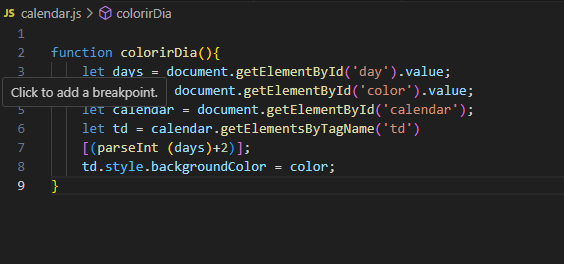 JS calendar.js > colorirDia
1
2 function colorirDia(){
3 let days = document.getElementById('day').value;
Click to add a breakpoint. document.getElementById('color').value;
5 let calendar = document.getElementById('calendar');
6 let td = calendar.getElementsByTagName('td')
7 [(parseInt (days)+2)];
8 td.style.backgroundColor = color;
9 }